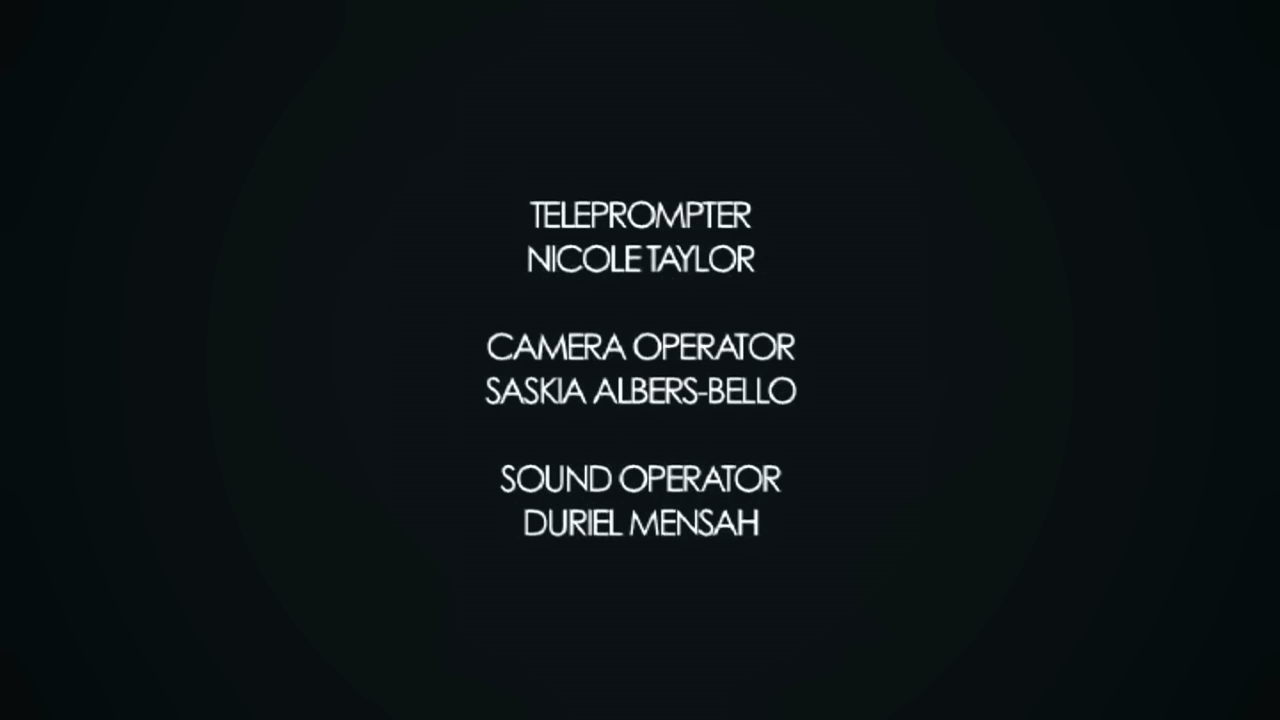 TELEPROMPTER
NICOLE TAYLOR
CAMERA OPERATOR
SASKIA ALBERS-BELLO
SOUND OPERATOR
DURIEL MENSAH